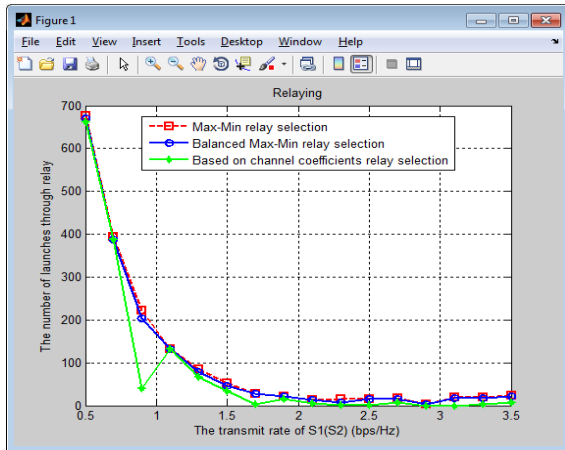 Figure 1
File Edit View Insert Tools Desktop Window Help
Relaying
Max-Min relay selection
Balanced Max-Min relay selection
Based on channel coefficients relay selection
The number of launches through relay
700
600
500
400
300
200
100
0
0.5 1 1.5 2 2.5 3 3.5
The transmit rate of S1(S2) (bps/Hz)